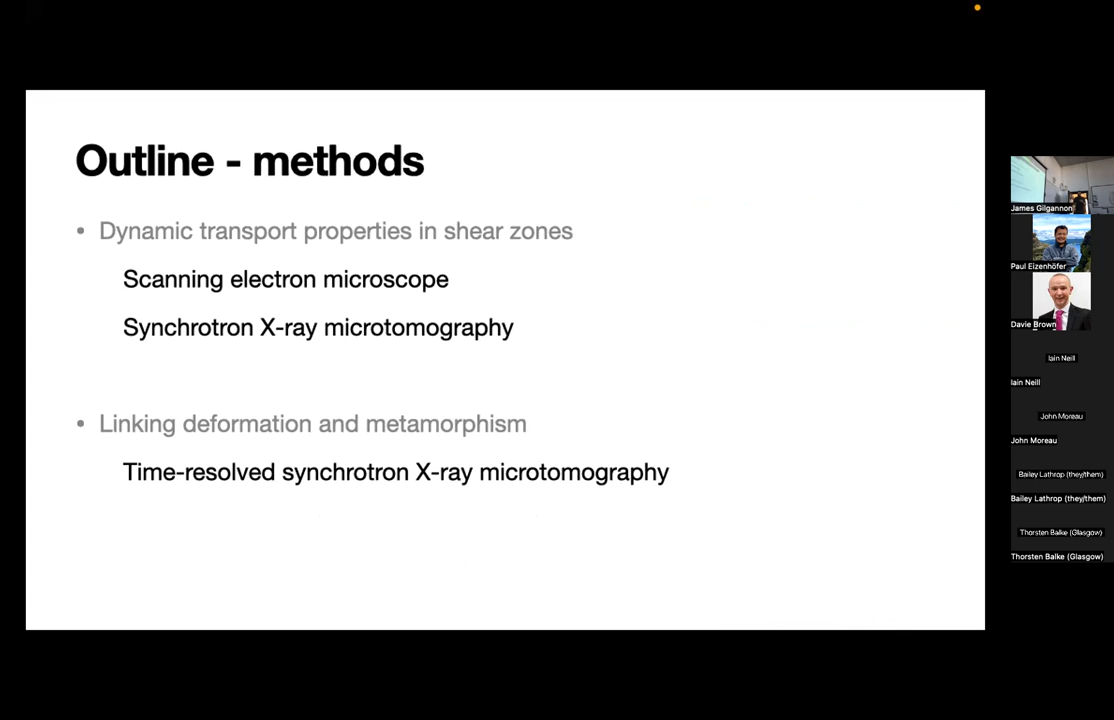 Outline - methods
• Dynamic transport properties in shear zones
Scanning electron microscope
Synchrotron X-ray microtomography
• Linking deformation and metamorphism
Time-resolved synchrotron X-ray microtomography
James Gilgannon
Paul Eizenhöfer
Davie Brown
Iain Neill
Iain Neill
John Moreau
John Moreau
Bailey Lathrop (they/them)
Bailey Lathrop (they/them)
Thorsten Balke (Glasgow)
Thorsten Balke (Glasgow)